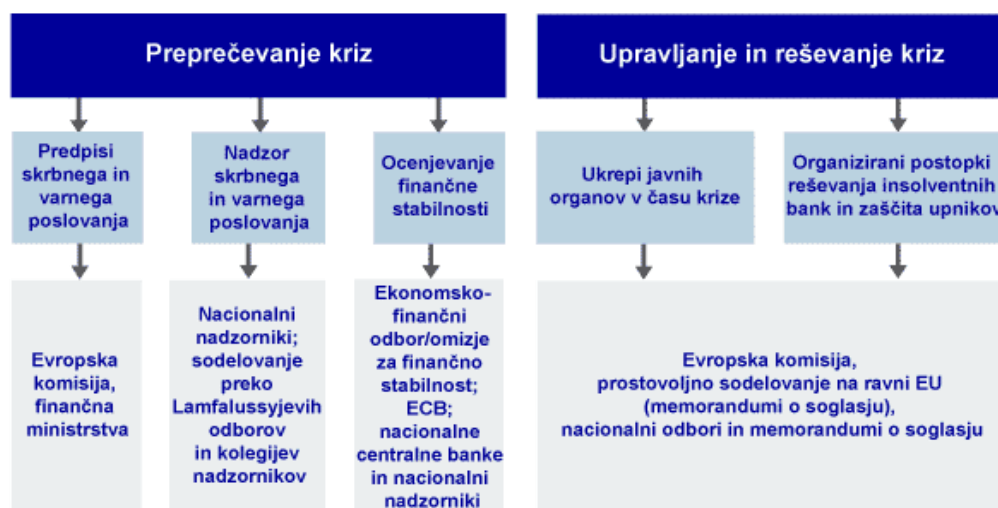 Preprečevanje kriz
Upravljanje in reševanje kriz
Predpisi
skrbnega in
varnega
poslovanja
Nadzor
skrbnega
in varnega
poslovanja
Ocenjevanje
finančne
stabilnosti
Ukrepi javnih
organov v času krize
Organizirani postopki
reševanja insolventnih
bank in zaščita upnikov
Evropska
komisija,
finančna
ministrstva
Nacionalni
nadzorniki;
sodelovanje
preko
Lamfalussyjevih
odborov
in kolegijev
nadzornikov
Ekonomsko-
finančni
odbor/omizje
za finančno
stabilnost;
ECB;
nacionalne
centralne banke
in nacionalni
nadzorniki
Evropska komisija,
prostovoljno sodelovanje na ravni EU
(memorandumi o soglasju),
nacionalni odbori in memorandumi o soglasju